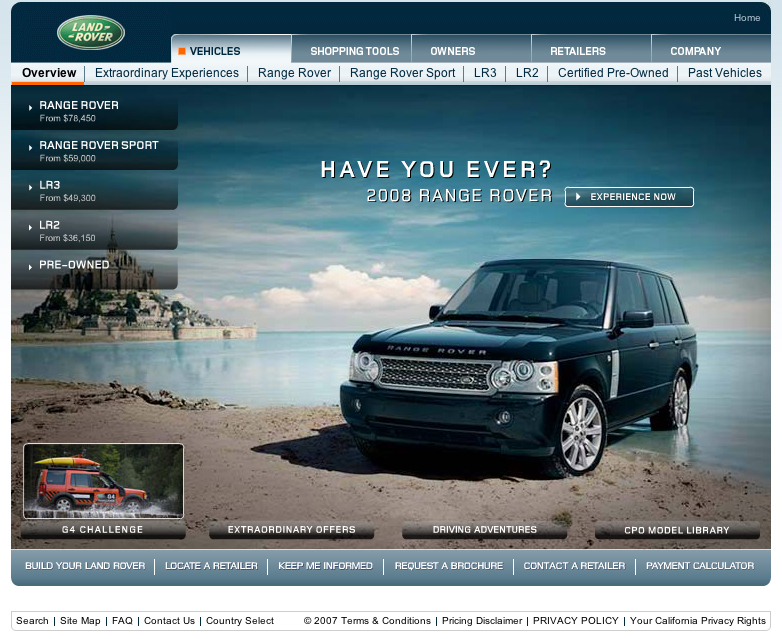 Home
LAND-
-ROVER
VEHICLES SHOPPING TOOLS OWNERS RETAILERS COMPANY
Overview Extraordinary Experiences Range Rover Range Rover Sport LR3 LR2 Certified Pre-Owned Past Vehicles
RANGE ROVER
From $78,450
RANGE ROVER SPORT
From $59,000
LR3
From $49,300
LR2
From $36,150
PRE-OWNED
HAVE YOU EVER?
2008 RANGE ROVER
EXPERIENCE NOW
RANGE ROVER
G4
G4 CHALLENGE EXTRAORDINARY OFFERS DRIVING ADVENTURES CPO MODEL LIBRARY
BUILD YOUR LAND ROVER LOCATE A RETAILER KEEP ME INFORMED REQUEST A BROCHURE CONTACT A RETAILER PAYMENT CALCULATOR
Search | Site Map | FAQ | Contact Us | Country Select © 2007 Terms & Conditions | Pricing Disclaimer | PRIVACY POLICY | Your California Privacy Rights